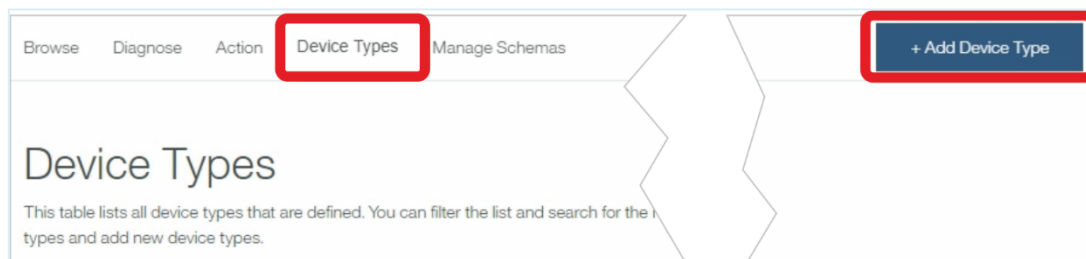 Browse Diagnose Action Device Types Manage Schemas + Add Device Type
Device Types
This table lists all device types that are defined. You can filter the list and search for the
types and add new device types.